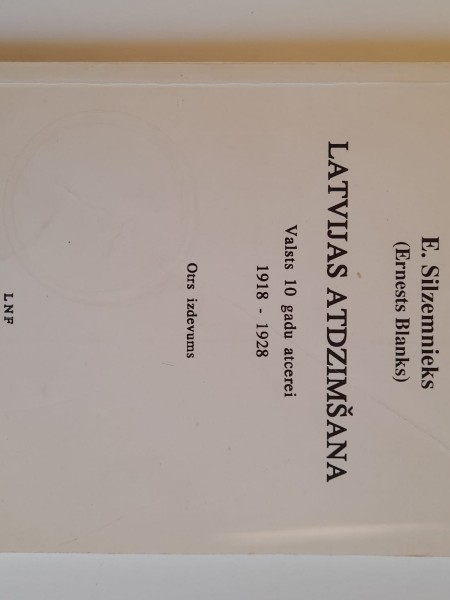 E. Silzemnieks
(Ernests Blanks)
LATVIJAS ATDZIMŠANA
Valsts 10 gadu atcerei
1918 - 1928
Otrs izdevums
LNF